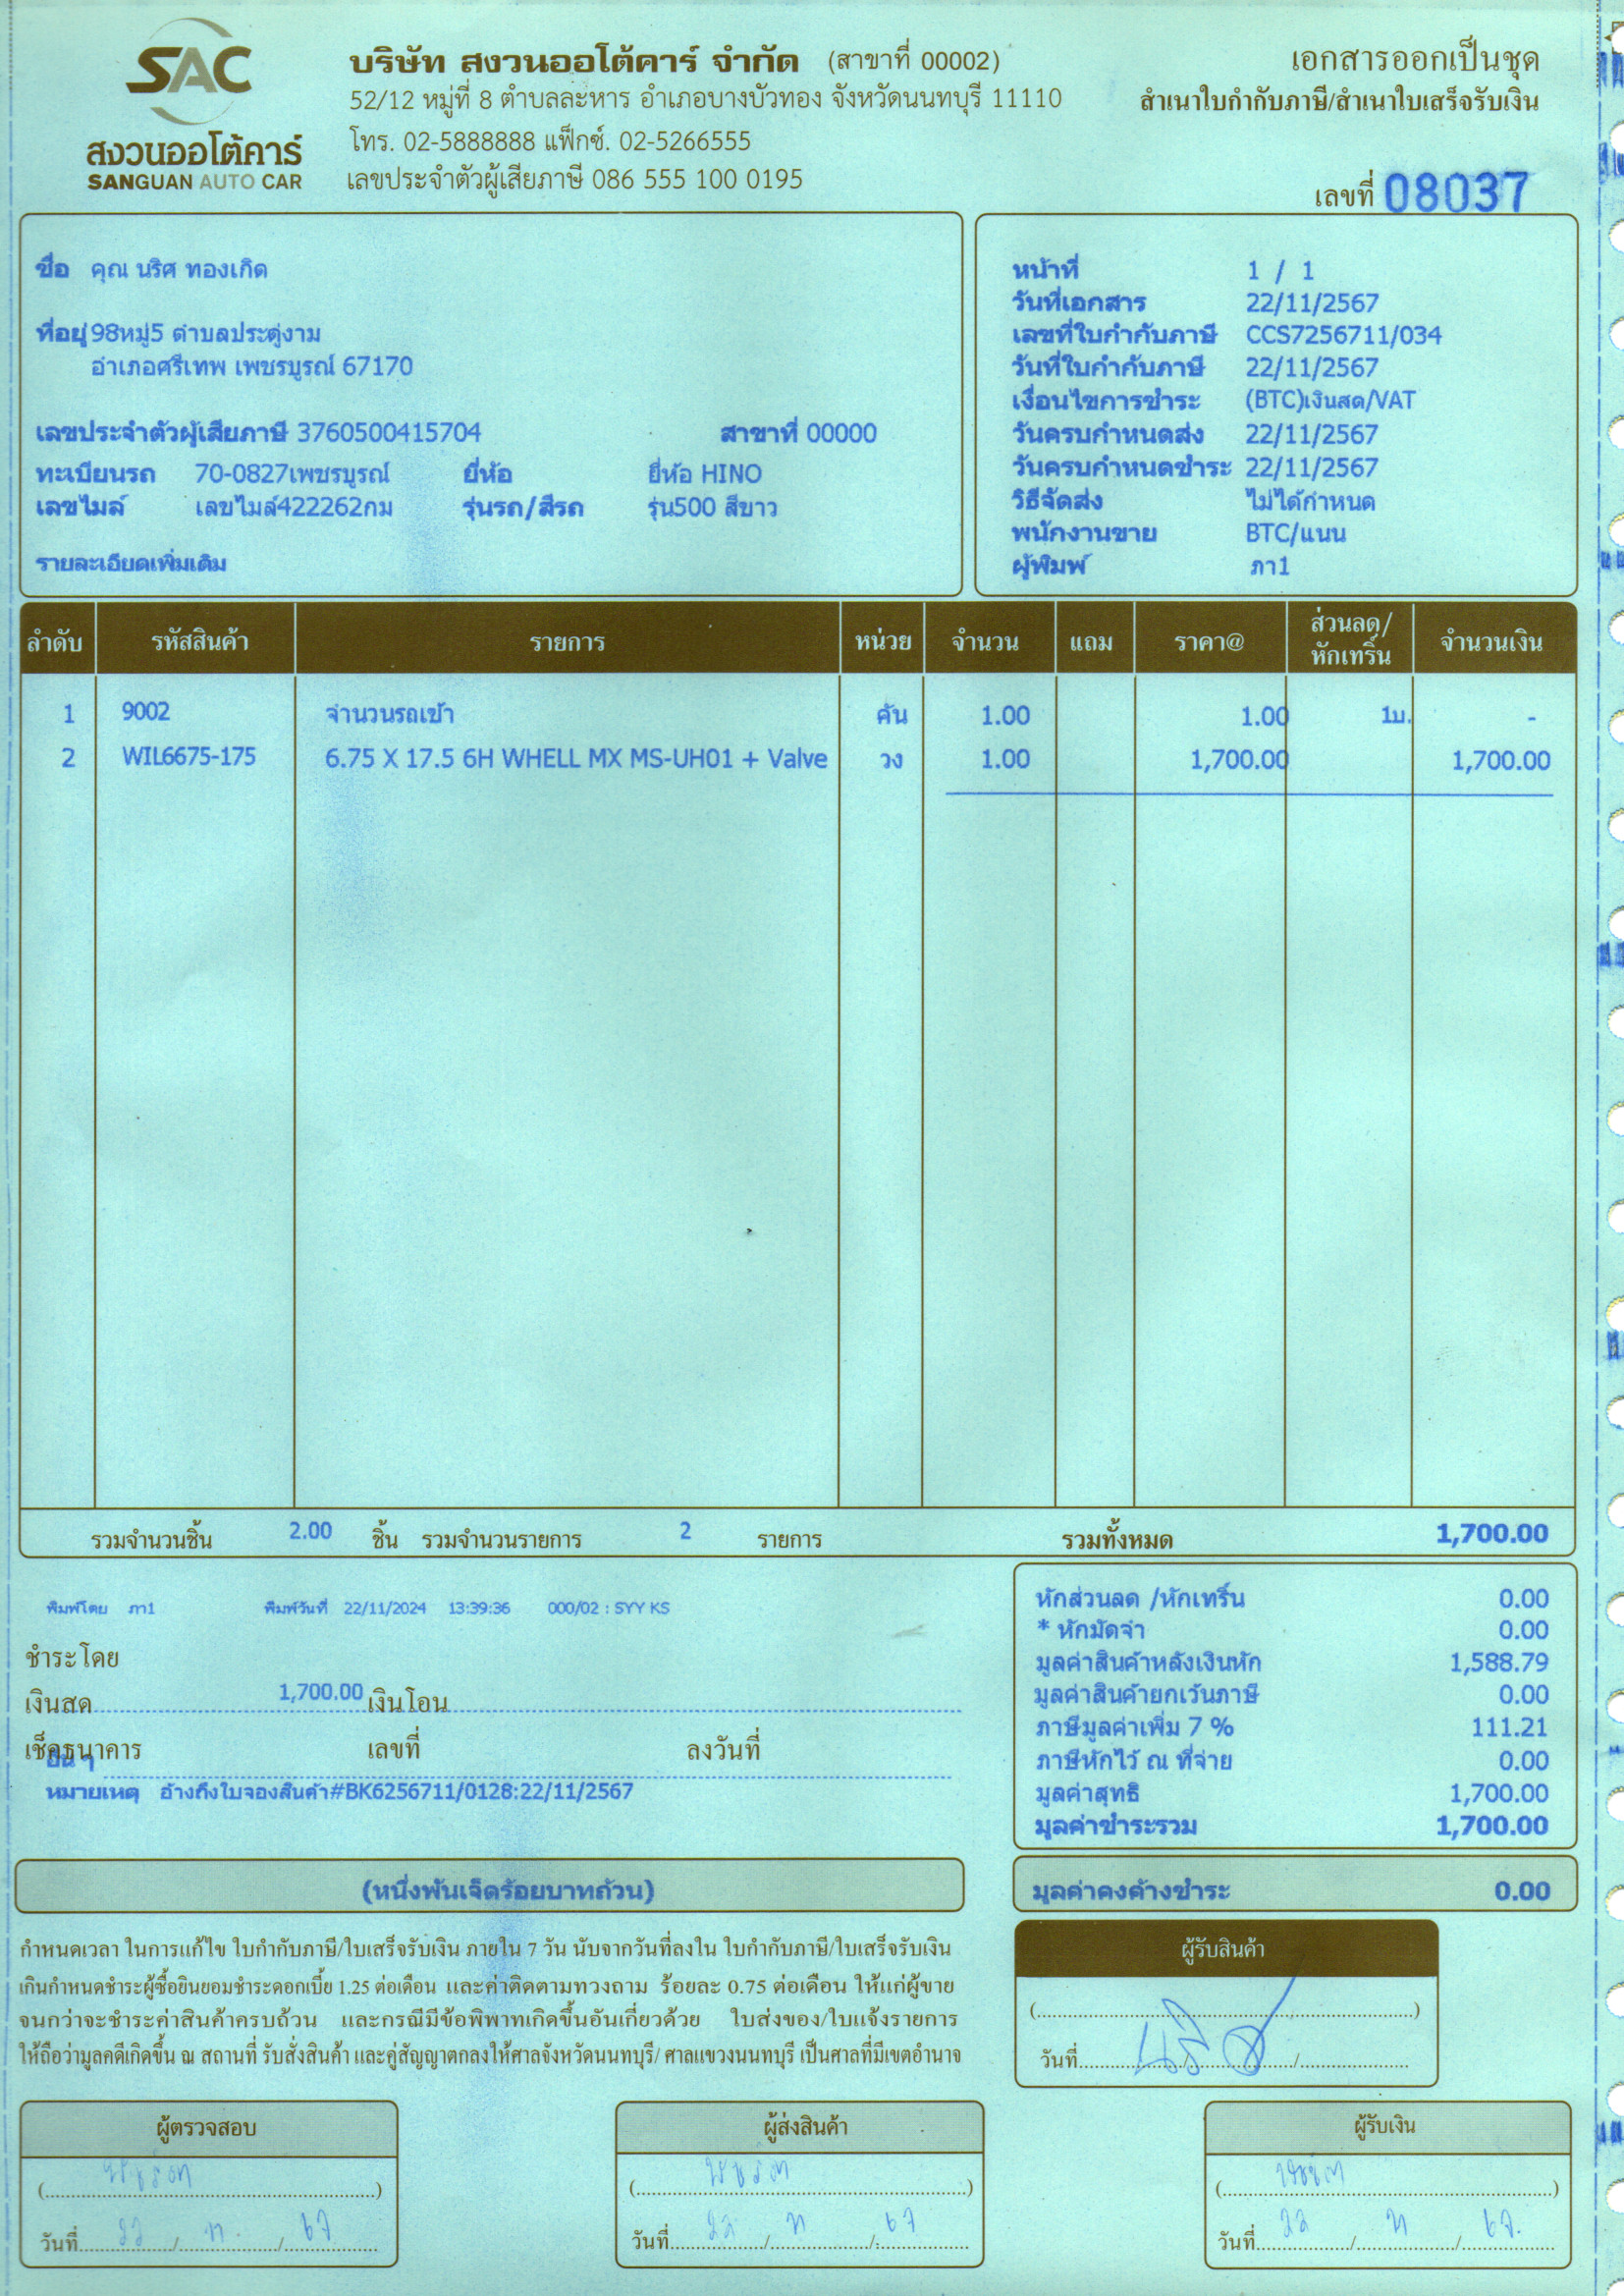 SAC
สงวนออโต้คาร์
SANGUAN AUTO CAR
บริษัท สงวนออโต้คาร์ จำกัด (สาขาที่ 00002)
52/12 หมู่ที่ 8 ตำบลละหาร อำเภอบางบัวทอง จังหวัดนนทบุรี 11110
โทร. 02-5888888 แฟ็กซ์. 02-5266555
เลขประจำตัวผู้เสียภาษี 086 555 100 0195
เอกสารออกเป็นชุด
สำเนาใบกำกับภาษี/สำเนาใบเสร็จรับเงิน
เลขที่ 08037
ชื่อ คุณ นริศ ทองเกิด
ที่อยู่ 98หมู่5 ตำบลประตู่งาม
อำเภอศรีเทพ เพชรบูรณ์ 67170
เลขประจำตัวผู้เสียภาษี 3760500415704 สาขาที่ 00000
ทะเบียนรถ 70-0827เพชรบูรณ์ ยี่ห้อ ยี่ห้อ HINO
เลขไมล์ เลขไมล์422262กม รุ่นรถ/สีรถ รุ่น500 สีขาว
รายละเอียดเพิ่มเติม
หน้าที่ 1 / 1
วันที่เอกสาร 22/11/2567
เลขที่ใบกำกับภาษี CCS7256711/034
วันที่ใบกำกับภาษี 22/11/2567
เงื่อนไขการชำระ (BTC)เงินสด/VAT
วันครบกำหนดส่ง 22/11/2567
วันครบกำหนดชำระ 22/11/2567
วิธีจัดส่ง ไม่ได้กำหนด
พนักงานขาย BTC/แนน
ผู้พิมพ์ ภา1
ลำดับ รหัสสินค้า รายการ หน่วย จำนวน แถม ราคา@ ส่วนลด/หักเทริ์น จำนวนเงิน
1 9002 จำนวนรถเข้า คัน 1.00 1.00 1บ. -
2 WIL6675-175 6.75 X 17.5 6H WHELL MX MS-UH01 + Valve วง 1.00 1,700.00 1,700.00
รวมจำนวนชิ้น 2.00 ชิ้น รวมจำนวนรายการ 2 รายการ รวมทั้งหมด 1,700.00
พิมพ์โดย ภา1 พิมพ์วันที่ 22/11/2024 13:39:36 000/02 : SYY KS
ชำระโดย
เงินสด 1,700.00 เงินโอน
เช็คธนาคาร เลขที่ ลงวันที่
อื่น ๆ
หมายเหตุ อ้างถึงใบจองสินค้า#BK6256711/0128:22/11/2567
หักส่วนลด /หักเทริ์น 0.00
* หักมัดจำ 0.00
มูลค่าสินค้าหลังเงินหัก 1,588.79
มูลค่าสินค้ายกเว้นภาษี 0.00
ภาษีมูลค่าเพิ่ม 7 % 111.21
ภาษีหักไว้ ณ ที่จ่าย 0.00
มูลค่าสุทธิ 1,700.00
มูลค่าชำระรวม 1,700.00
(หนึ่งพันเจ็ดร้อยบาทถ้วน)
มูลค่าคงค้างชำระ 0.00
กำหนดเวลา ในการแก้ไข ใบกำกับภาษี/ใบเสร็จรับเงิน ภายใน 7 วัน นับจากวันที่ลงใน ใบกำกับภาษี/ใบเสร็จรับเงิน
เกินกำหนดชำระผู้ซื้อยินยอมชำระดอกเบี้ย 1.25 ต่อเดือน และค่าติดตามทวงถาม ร้อยละ 0.75 ต่อเดือน ให้แก่ผู้ขาย
จนกว่าจะชำระค่าสินค้าครบถ้วน และกรณีมีข้อพิพาทเกิดขึ้นอันเกี่ยวด้วย ใบส่งของ/ใบแจ้งรายการ
ให้ถือว่ามูลคดีเกิดขึ้น ณ สถานที่ รับสั่งสินค้า และคู่สัญญาตกลงให้ศาลจังหวัดนนทบุรี/ ศาลแขวงนนทบุรี เป็นศาลที่มีเขตอำนาจ
ผู้รับสินค้า
นริศ
วันที่
ผู้ตรวจสอบ
วันที่ 22 / 11 / 67
ผู้ส่งสินค้า
วันที่ 22 / 11 / 67
ผู้รับเงิน
วันที่ 22 / 11 / 67